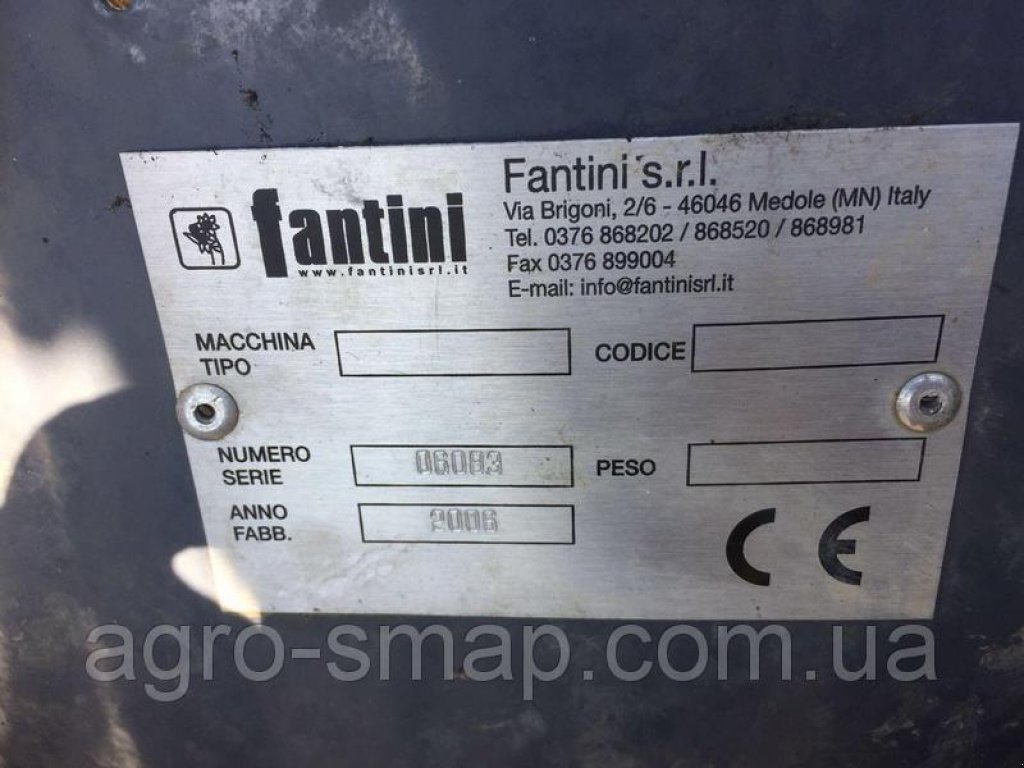 fantini
www.fantinisrl.it
Fantini s.r.l.
Via Brigoni, 2/6 - 46046 Medole (MN) Italy
Tel. 0376 868202 / 868520 / 868981
Fax 0376 899004
E-mail: info@fantinisrl.it
MACCHINA
TIPO
CODICE
NUMERO
SERIE
06083
PESO
ANNO
FABB.
2006
CE
agro-smap.com.ua